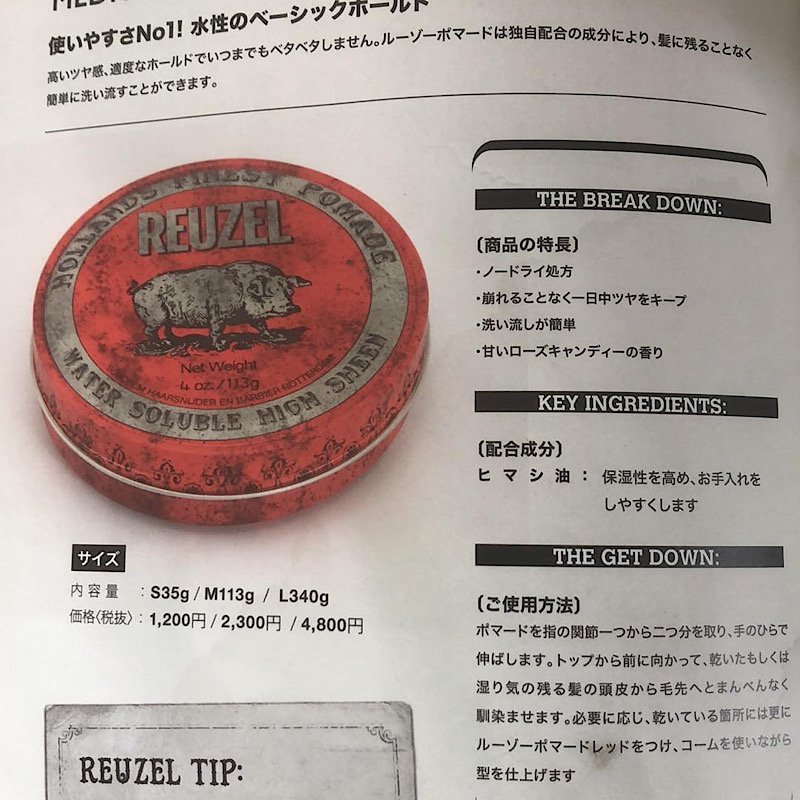 使いやすさNo1! 水性のベーシックホールド
高いツヤ感、適度なホールドでいつまでもベタベタしません。ルーゾーポマードは独自配合の成分により、髪に残ることなく
簡単に洗い流すことができます。
HOLLANDS FINEST POMADE
REUZEL
Net Weight
4 oz./113g
HAARSNIJDER EN BARBIER ROTTERDAM
WATER SOLUBLE HIGH SHEEN
サイズ
内容量 : S35g / M113g / L340g
価格〈税抜〉: 1,200円 / 2,300円 / 4,800円
REUZEL TIP:
THE BREAK DOWN:
〔商品の特長〕
・ノードライ処方
・崩れることなく一日中ツヤをキープ
・洗い流しが簡単
・甘いローズキャンディーの香り
KEY INGREDIENTS:
〔配合成分〕
ヒマシ油: 保湿性を高め、お手入れを
しやすくします
THE GET DOWN:
〔ご使用方法〕
ポマードを指の関節一つから二つ分を取り、手のひらで
伸ばします。トップから前に向かって、乾いたもしくは
湿り気の残る髪の頭皮から毛先へとまんべんなく
馴染ませます。必要に応じ、乾いている箇所には更に
ルーゾーポマードレッドをつけ、コームを使いながら
型を仕上げます